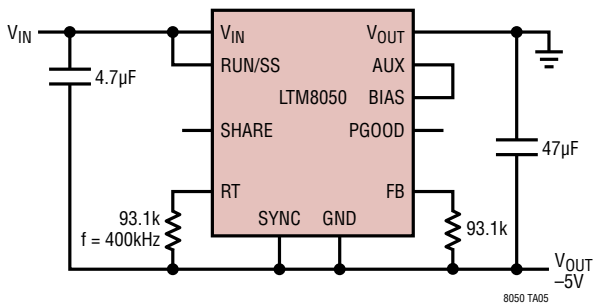 VIN
VIN
VOUT
RUN/SS
AUX
4.7µF
LTM8050
BIAS
SHARE
PGOOD
47µF
RT
FB
93.1k
f = 400kHz
SYNC
GND
93.1k
VOUT
–5V
8050 TA05